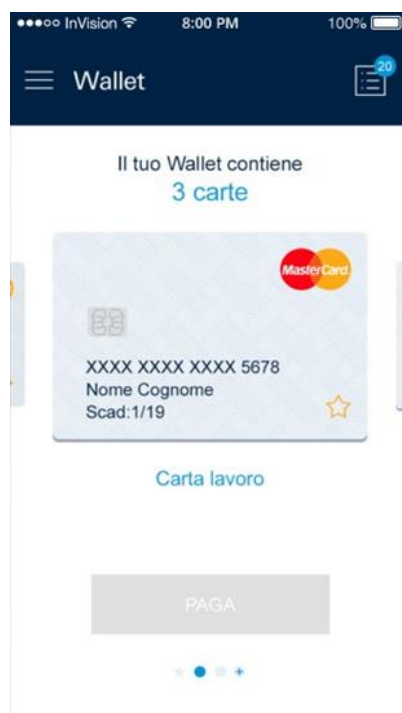 InVision 8:00 PM 100%
Wallet 20
Il tuo Wallet contiene
3 carte
MasterCard
XXXX XXXX XXXX 5678
Nome Cognome
Scad:1/19
Carta lavoro
PAGA